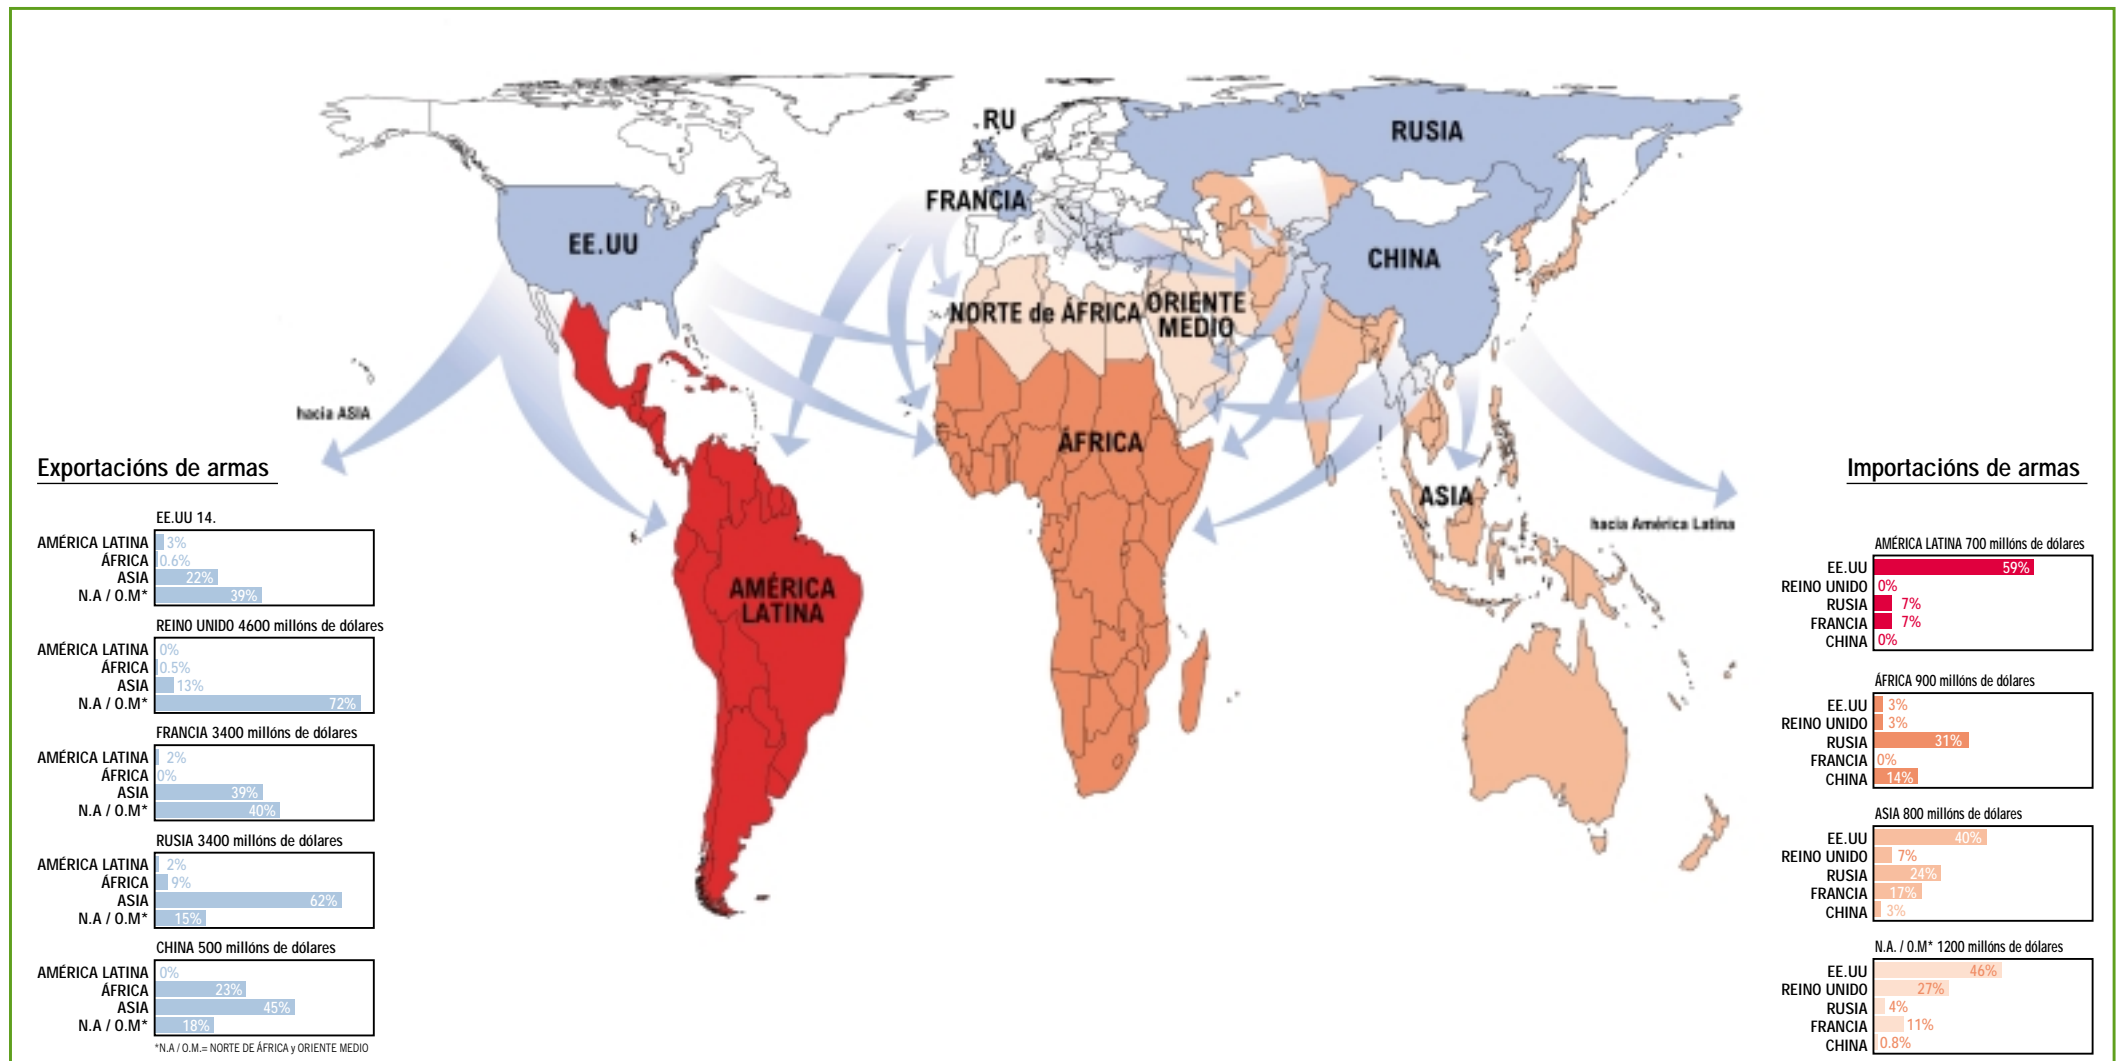 RU
RUSIA
FRANCIA
EE.UU
CHINA
NORTE de ÁFRICA
ORIENTE
MEDIO
hacia ASIA
ÁFRICA
ASIA
hacia América Latina
AMÉRICA
LATINA
Exportacións de armas
EE.UU 14.
AMÉRICA LATINA 3%
ÁFRICA 0.6%
ASIA 22%
N.A / O.M* 39%
REINO UNIDO 4600 millóns de dólares
AMÉRICA LATINA 0%
ÁFRICA 0.5%
ASIA 13%
N.A / O.M* 72%
FRANCIA 3400 millóns de dólares
AMÉRICA LATINA 2%
ÁFRICA 0%
ASIA 39%
N.A / O.M* 40%
RUSIA 3400 millóns de dólares
AMÉRICA LATINA 2%
ÁFRICA 9%
ASIA 62%
N.A / O.M* 15%
CHINA 500 millóns de dólares
AMÉRICA LATINA 0%
ÁFRICA 23%
ASIA 45%
N.A / O.M* 18%
*N.A / O.M.= NORTE DE ÁFRICA y ORIENTE MEDIO
Importacións de armas
AMÉRICA LATINA 700 millóns de dólares
EE.UU 59%
REINO UNIDO 0%
RUSIA 7%
FRANCIA 7%
CHINA 0%
ÁFRICA 900 millóns de dólares
EE.UU 3%
REINO UNIDO 3%
RUSIA 31%
FRANCIA 0%
CHINA 14%
ASIA 800 millóns de dólares
EE.UU 40%
REINO UNIDO 7%
RUSIA 24%
FRANCIA 17%
CHINA 3%
N.A. / O.M* 1200 millóns de dólares
EE.UU 46%
REINO UNIDO 27%
RUSIA 4%
FRANCIA 11%
CHINA 0.8%